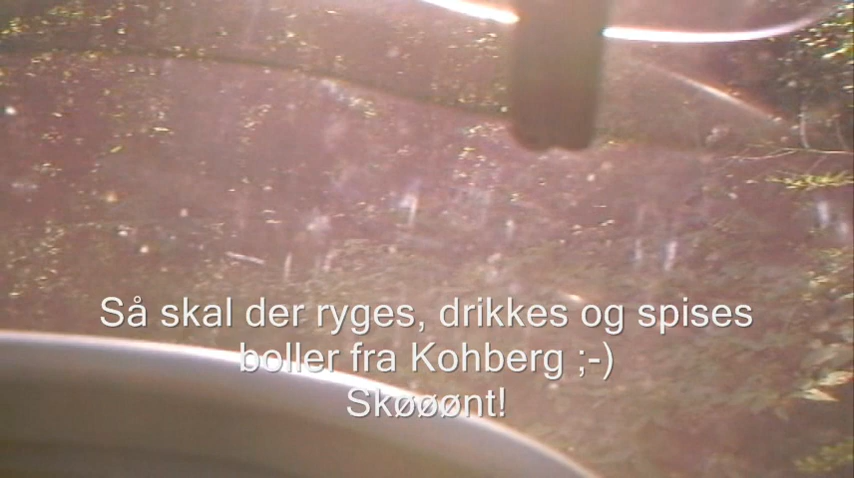 Så skal der ryges, drikkes og spises
boller fra Kohberg ;-)
Skøøønt!